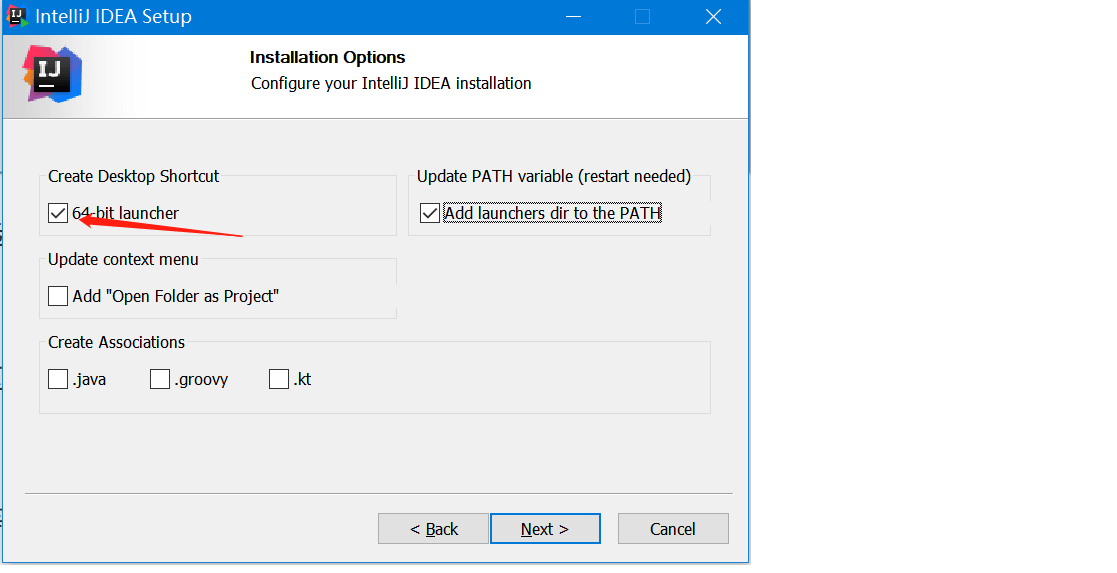 IntelliJ IDEA Setup
IJ
Installation Options
Configure your IntelliJ IDEA installation
Create Desktop Shortcut
64-bit launcher
Update PATH variable (restart needed)
Add launchers dir to the PATH
Update context menu
Add "Open Folder as Project"
Create Associations
.java .groovy .kt
< Back Next > Cancel